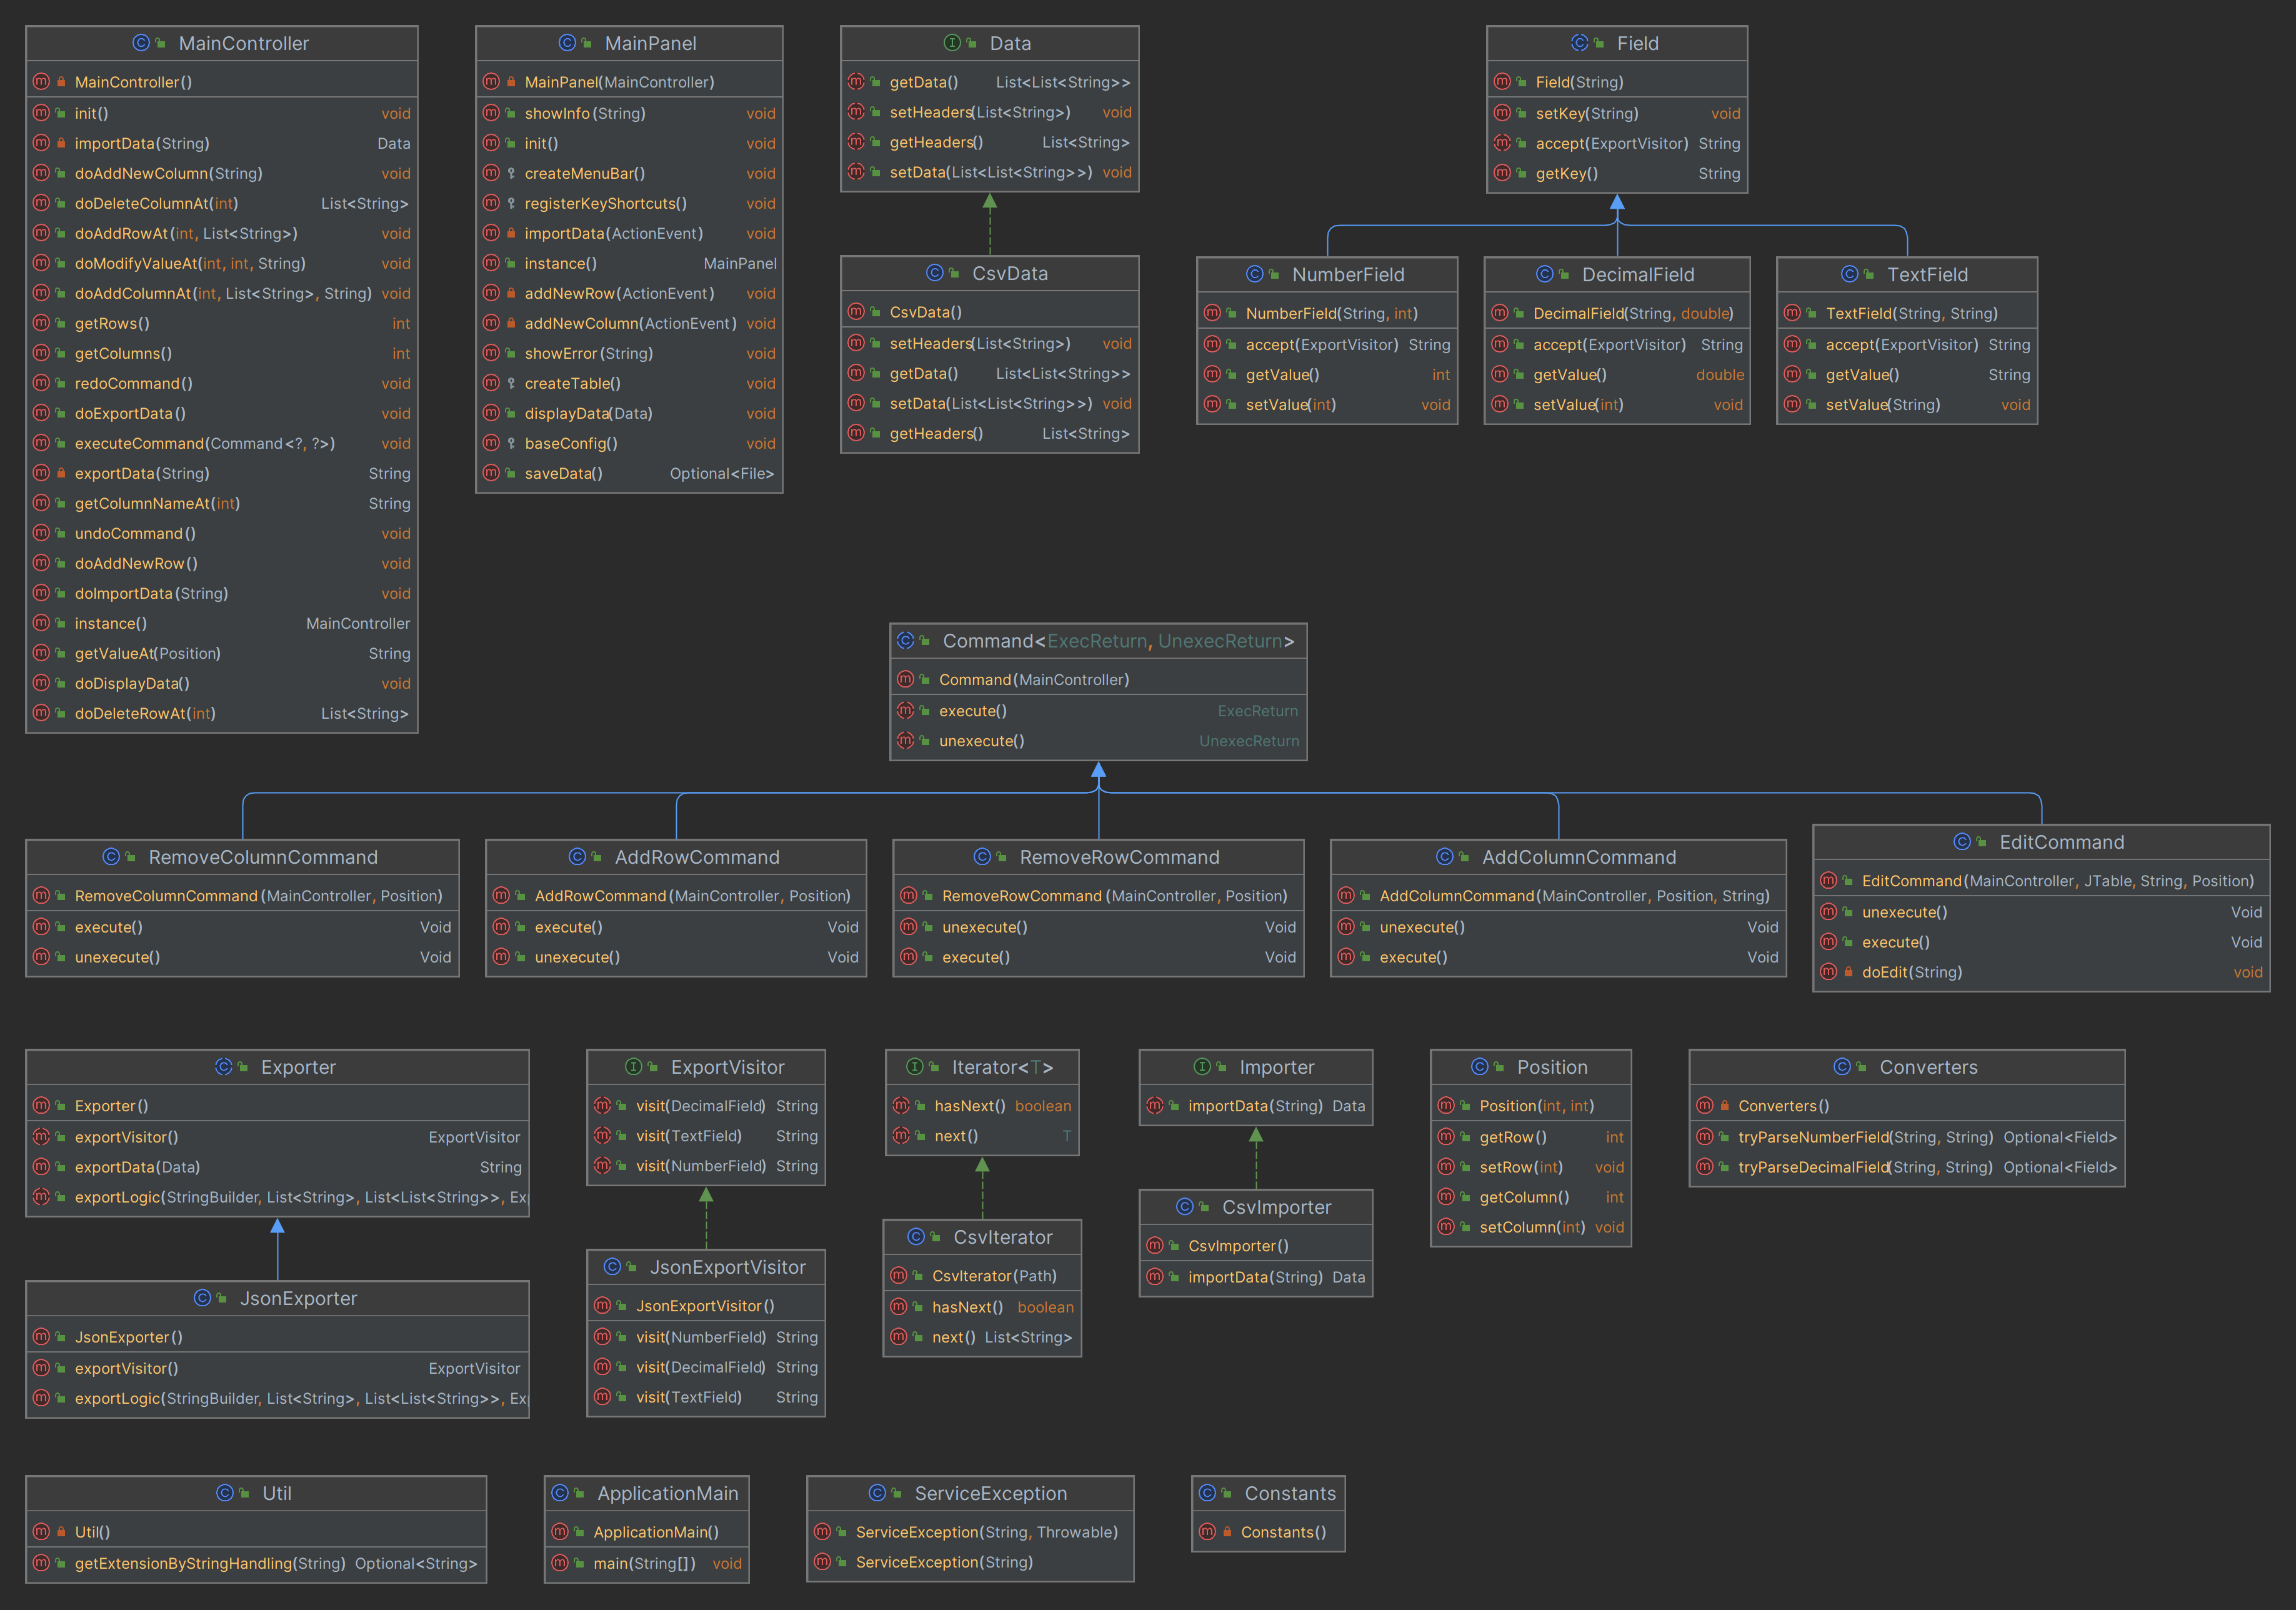 MainController
MainController()
init() void
importData(String) Data
doAddNewColumn(String) void
doDeleteColumnAt(int) List<String>
doAddRowAt(int, List<String>) void
doModifyValueAt(int, int, String) void
doAddColumnAt(int, List<String>, String) void
getRows() int
getColumns() int
redoCommand() void
doExportData() void
executeCommand(Command<?, ?>) void
exportData(String) String
getColumnNameAt(int) String
undoCommand() void
doAddNewRow() void
doImportData(String) void
instance() MainController
getValueAt(Position) String
doDisplayData() void
doDeleteRowAt(int) List<String>
MainPanel
MainPanel(MainController)
showInfo(String) void
init() void
createMenuBar() void
registerKeyShortcuts() void
importData(ActionEvent) void
instance() MainPanel
addNewRow(ActionEvent) void
addNewColumn(ActionEvent) void
showError(String) void
createTable() void
displayData(Data) void
baseConfig() void
saveData() Optional<File>
Data
getData() List<List<String>>
setHeaders(List<String>) void
getHeaders() List<String>
setData(List<List<String>>) void
CsvData
CsvData()
setHeaders(List<String>) void
getData() List<List<String>>
setData(List<List<String>>) void
getHeaders() List<String>
Field
Field(String)
setKey(String) void
accept(ExportVisitor) String
getKey() String
NumberField
NumberField(String, int)
accept(ExportVisitor) String
getValue() int
setValue(int) void
DecimalField
DecimalField(String, double)
accept(ExportVisitor) String
getValue() double
setValue(int) void
TextField
TextField(String, String)
accept(ExportVisitor) String
getValue() String
setValue(String) void
Command<ExecReturn, UnexecReturn>
Command(MainController)
execute() ExecReturn
unexecute() UnexecReturn
RemoveColumnCommand
RemoveColumnCommand(MainController, Position)
execute() Void
unexecute() Void
AddRowCommand
AddRowCommand(MainController, Position)
execute() Void
unexecute() Void
RemoveRowCommand
RemoveRowCommand(MainController, Position)
unexecute() Void
execute() Void
AddColumnCommand
AddColumnCommand(MainController, Position, String)
unexecute() Void
execute() Void
EditCommand
EditCommand(MainController, JTable, String, Position)
unexecute() Void
execute() Void
doEdit(String) void
Exporter
Exporter()
exportVisitor() ExportVisitor
exportData(Data) String
exportLogic(StringBuilder, List<String>, List<List<String>>, Ex
JsonExporter
JsonExporter()
exportVisitor() ExportVisitor
exportLogic(StringBuilder, List<String>, List<List<String>>, Ex
ExportVisitor
visit(DecimalField) String
visit(TextField) String
visit(NumberField) String
JsonExportVisitor
JsonExportVisitor()
visit(NumberField) String
visit(DecimalField) String
visit(TextField) String
Iterator<T>
hasNext() boolean
next() T
CsvIterator
CsvIterator(Path)
hasNext() boolean
next() List<String>
Importer
importData(String) Data
CsvImporter
CsvImporter()
importData(String) Data
Position
Position(int, int)
getRow() int
setRow(int) void
getColumn() int
setColumn(int) void
Converters
Converters()
tryParseNumberField(String, String) Optional<Field>
tryParseDecimalField(String, String) Optional<Field>
Util
Util()
getExtensionByStringHandling(String) Optional<String>
ApplicationMain
ApplicationMain()
main(String[]) void
ServiceException
ServiceException(String, Throwable)
ServiceException(String)
Constants
Constants()